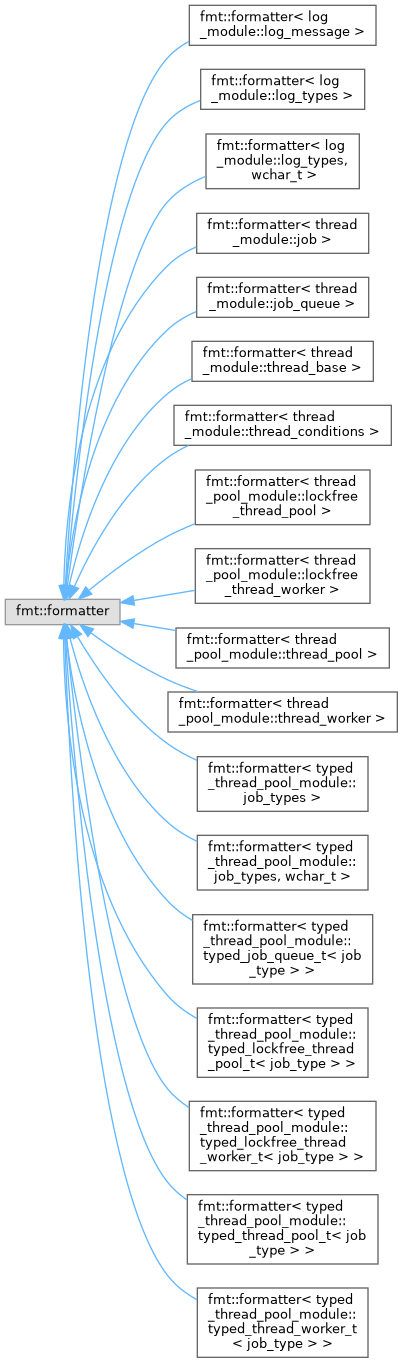 fmt::formatter< log
_module::log_message >
fmt::formatter< log
_module::log_types >
fmt::formatter< log
_module::log_types,
wchar_t >
fmt::formatter< thread
_module::job >
fmt::formatter< thread
_module::job_queue >
fmt::formatter< thread
_module::thread_base >
fmt::formatter< thread
_module::thread_conditions >
fmt::formatter< thread
_pool_module::lockfree
_thread_pool >
fmt::formatter< thread
_pool_module::lockfree
_thread_worker >
fmt::formatter
fmt::formatter< thread
_pool_module::thread_pool >
fmt::formatter< thread
_pool_module::thread_worker >
fmt::formatter< typed
_thread_pool_module::
job_types >
fmt::formatter< typed
_thread_pool_module::
job_types, wchar_t >
fmt::formatter< typed
_thread_pool_module::
typed_job_queue_t< job
_type > >
fmt::formatter< typed
_thread_pool_module::
typed_lockfree_thread
_pool_t< job_type > >
fmt::formatter< typed
_thread_pool_module::
typed_lockfree_thread
_worker_t< job_type > >
fmt::formatter< typed
_thread_pool_module::
typed_thread_pool_t< job
_type > >
fmt::formatter< typed
_thread_pool_module::
typed_thread_worker_t
< job_type > >